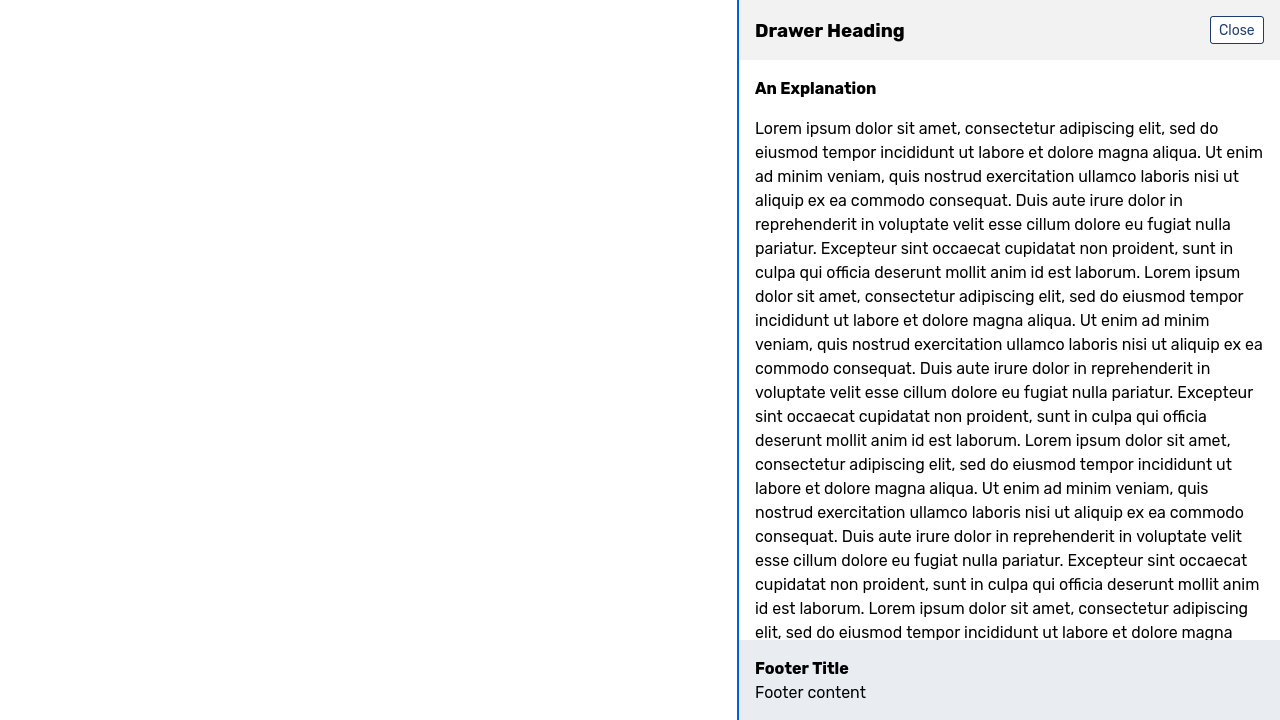 Drawer Heading
Close
An Explanation
Lorem ipsum dolor sit amet, consectetur adipiscing elit, sed do
eiusmod tempor incididunt ut labore et dolore magna aliqua. Ut enim
ad minim veniam, quis nostrud exercitation ullamco laboris nisi ut
aliquip ex ea commodo consequat. Duis aute irure dolor in
reprehenderit in voluptate velit esse cillum dolore eu fugiat nulla
pariatur. Excepteur sint occaecat cupidatat non proident, sunt in
culpa qui officia deserunt mollit anim id est laborum. Lorem ipsum
dolor sit amet, consectetur adipiscing elit, sed do eiusmod tempor
incididunt ut labore et dolore magna aliqua. Ut enim ad minim
veniam, quis nostrud exercitation ullamco laboris nisi ut aliquip ex ea
commodo consequat. Duis aute irure dolor in reprehenderit in
voluptate velit esse cillum dolore eu fugiat nulla pariatur. Excepteur
sint occaecat cupidatat non proident, sunt in culpa qui officia
deserunt mollit anim id est laborum. Lorem ipsum dolor sit amet,
consectetur adipiscing elit, sed do eiusmod tempor incididunt ut
labore et dolore magna aliqua. Ut enim ad minim veniam, quis
nostrud exercitation ullamco laboris nisi ut aliquip ex ea commodo
consequat. Duis aute irure dolor in reprehenderit in voluptate velit
esse cillum dolore eu fugiat nulla pariatur. Excepteur sint occaecat
cupidatat non proident, sunt in culpa qui officia deserunt mollit anim
id est laborum. Lorem ipsum dolor sit amet, consectetur adipiscing
elit, sed do eiusmod tempor incididunt ut labore et dolore magna
Footer Title
Footer content